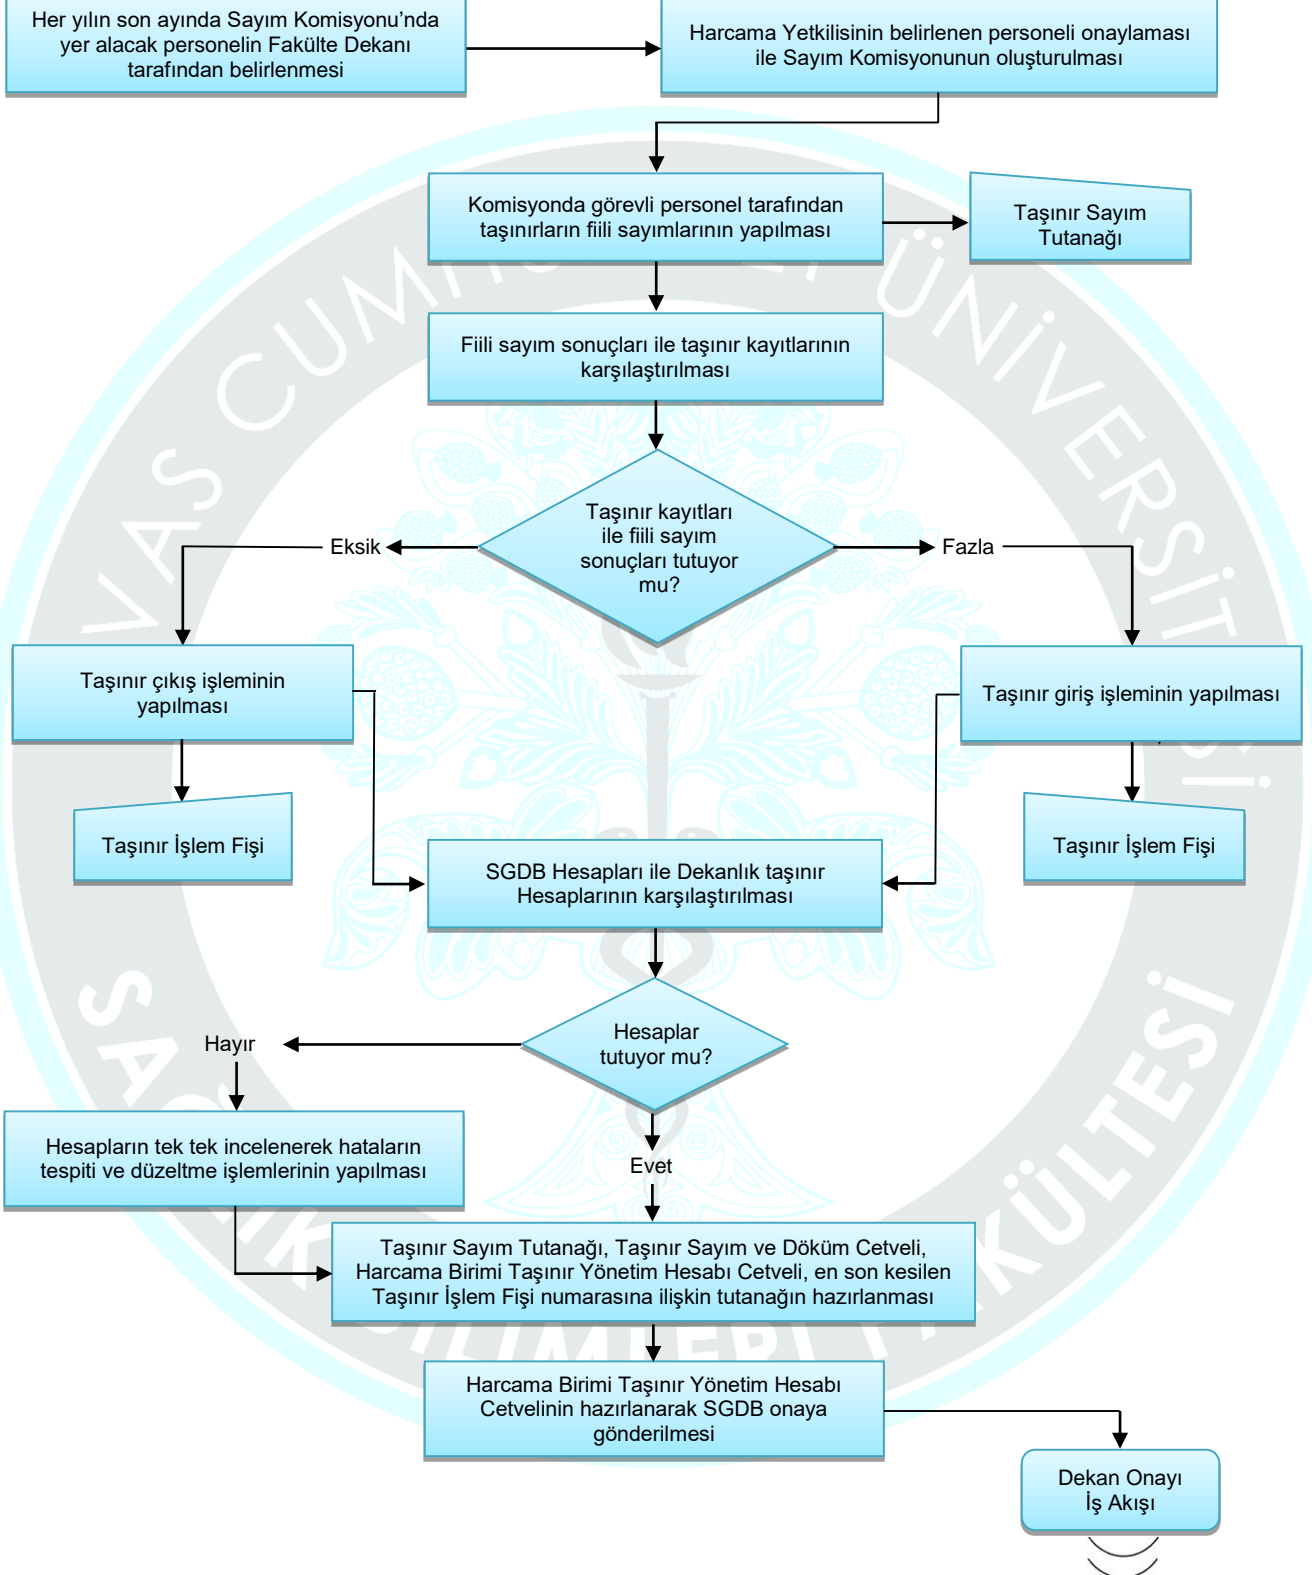 Her yılın son ayında Sayım Komisyonu’nda
yer alacak personelin Fakülte Dekanı
tarafından belirlenmesi
Harcama Yetkilisinin belirlenen personeli onaylaması
ile Sayım Komisyonunun oluşturulması
Komisyonda görevli personel tarafından
taşınırların fiili sayımlarının yapılması
Taşınır Sayım
Tutanağı
Fiili sayım sonuçları ile taşınır kayıtlarının
karşılaştırılması
Taşınır kayıtları
ile fiili sayım
sonuçları tutuyor
mu?
Eksik
Fazla
Taşınır çıkış işleminin
yapılması
Taşınır giriş işleminin yapılması
Taşınır İşlem Fişi
Taşınır İşlem Fişi
SGDB Hesapları ile Dekanlık taşınır
Hesaplarının karşılaştırılması
Hesaplar
tutuyor mu?
Hayır
Evet
Hesapların tek tek incelenerek hataların
tespiti ve düzeltme işlemlerinin yapılması
Taşınır Sayım Tutanağı, Taşınır Sayım ve Döküm Cetveli,
Harcama Birimi Taşınır Yönetim Hesabı Cetveli, en son kesilen
Taşınır İşlem Fişi numarasına ilişkin tutanağın hazırlanması
Harcama Birimi Taşınır Yönetim Hesabı
Cetvelinin hazırlanarak SGDB onaya
gönderilmesi
Dekan Onayı
İş Akışı